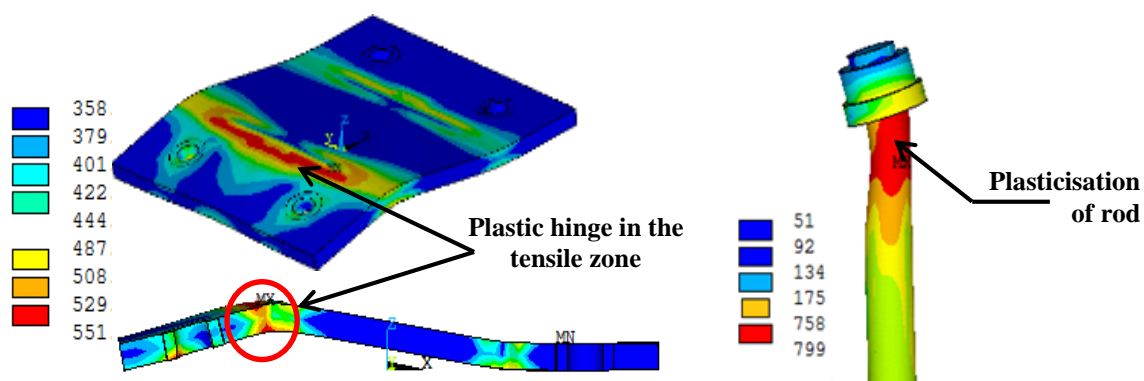 358.
379.
401.
422.
444.
487.
508.
529.
551.
Z
Y
X
MN
Plastic hinge in the
tensile zone
MX
Z
X
MN
Plasticisation
of rod
51
92
134
175
758
799